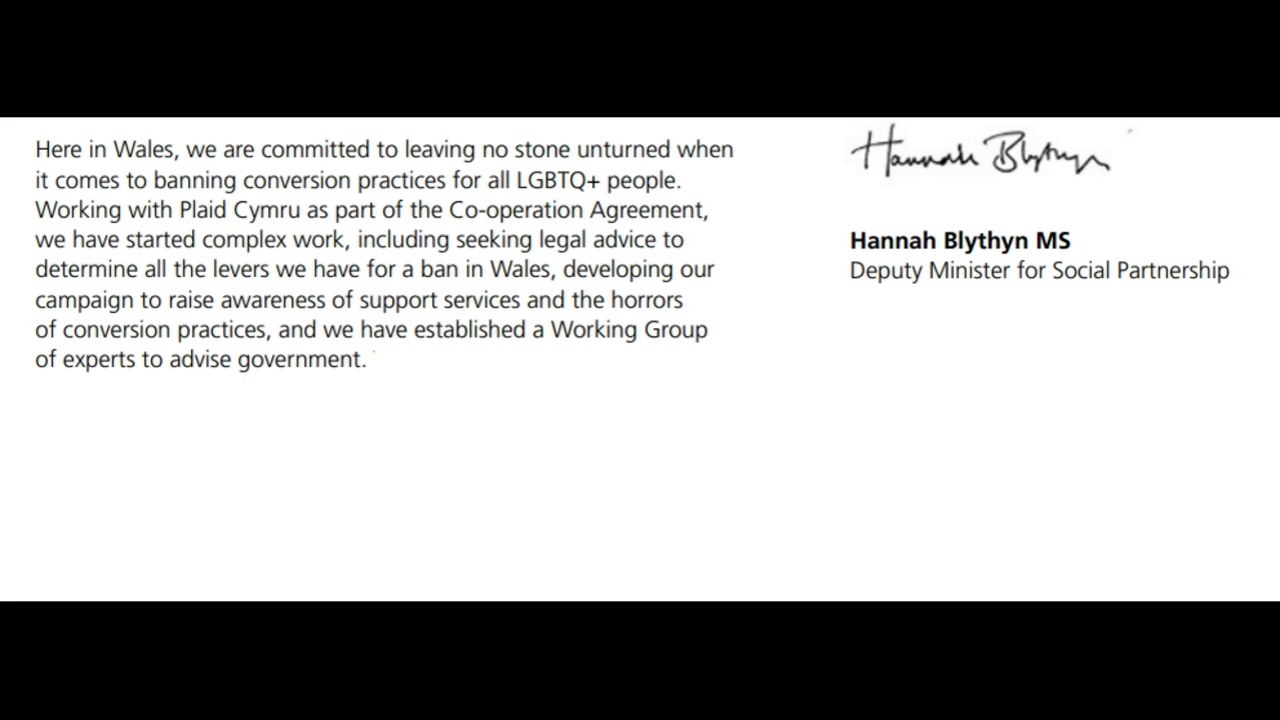 Here in Wales, we are committed to leaving no stone unturned when
it comes to banning conversion practices for all LGBTQ+ people.
Working with Plaid Cymru as part of the Co-operation Agreement,
we have started complex work, including seeking legal advice to
determine all the levers we have for a ban in Wales, developing our
campaign to raise awareness of support services and the horrors
of conversion practices, and we have established a Working Group
of experts to advise government.
Hannah Blythyn
Hannah Blythyn MS
Deputy Minister for Social Partnership